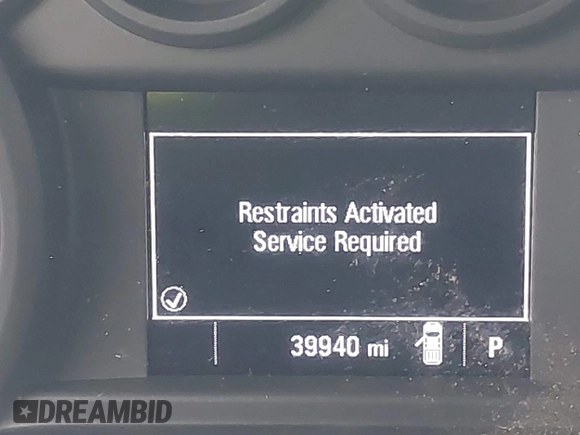 Restraints Activated
Service Required
39940 mi P
DREAMBID